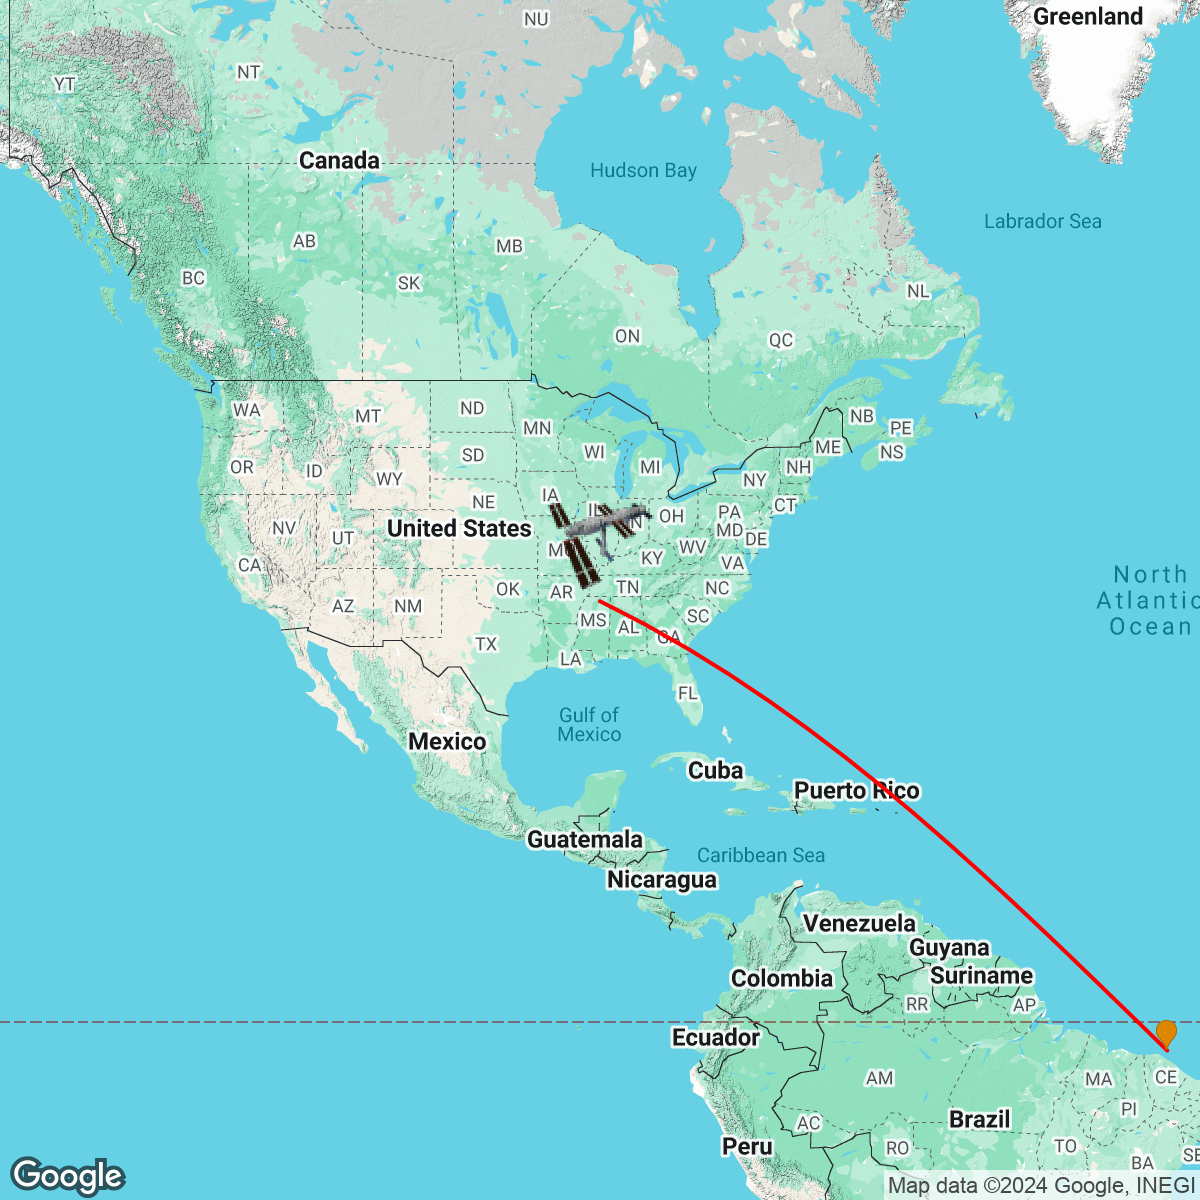 NU
Greenland
NT
YT
Canada
Hudson Bay
Labrador Sea
AB
MB
BC
SK
NL
ON
QC
WA
MT
ND
MN
NB
PE
ME
NS
OR
ID
SD
WI
MI
NH
WY
NY
NE
IA
IL
OH
PA
CT
NV
UT
United States
MD
DE
CA
KY
WV
VA
OK
AR
TN
NC
AZ
NM
MS
AL
SC
GA
TX
LA
FL
North
Atlantic
Ocean
Gulf of
Mexico
Mexico
Cuba
Puerto Rico
Guatemala
Caribbean Sea
Nicaragua
Venezuela
Guyana
Colombia
Suriname
RR
AP
Ecuador
AM
MA
CE
PI
AC
Brazil
Peru
RO
TO
BA
SE
Google
Map data ©2024 Google, INEGI